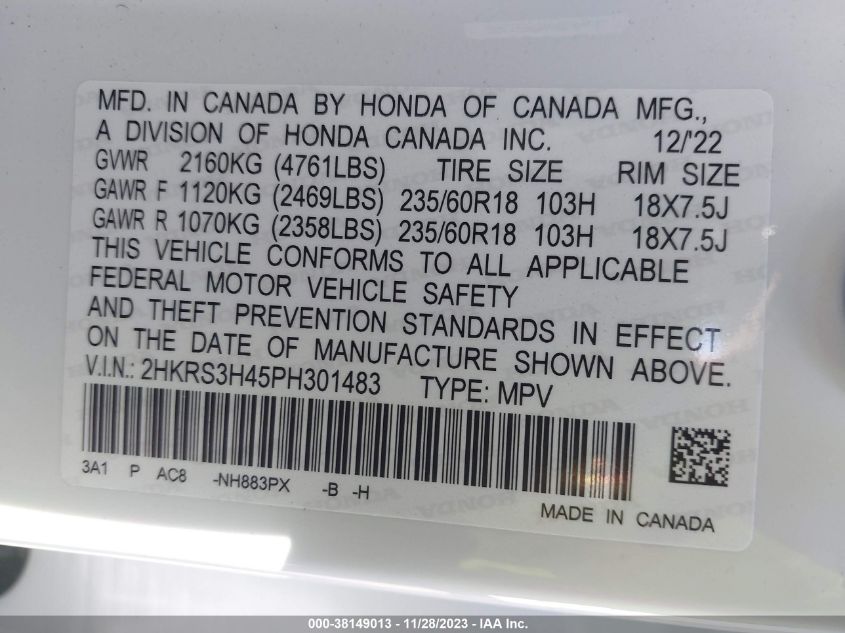 MFD. IN CANADA BY HONDA OF CANADA MFG.,
A DIVISION OF HONDA CANADA INC. 12/'22
GVWR 2160KG (4761LBS) TIRE SIZE RIM SIZE
GAWR F 1120KG (2469LBS) 235/60R18 103H 18X7.5J
GAWR R 1070KG (2358LBS) 235/60R18 103H 18X7.5J
THIS VEHICLE CONFORMS TO ALL APPLICABLE
FEDERAL MOTOR VEHICLE SAFETY
AND THEFT PREVENTION STANDARDS IN EFFECT
ON THE DATE OF MANUFACTURE SHOWN ABOVE.
V.I.N.: 2HKRS3H45PH301483 TYPE: MPV
3A1 P AC8 -NH883PX -B -H
MADE IN CANADA
000-38149013 - 11/28/2023 - IAA Inc.